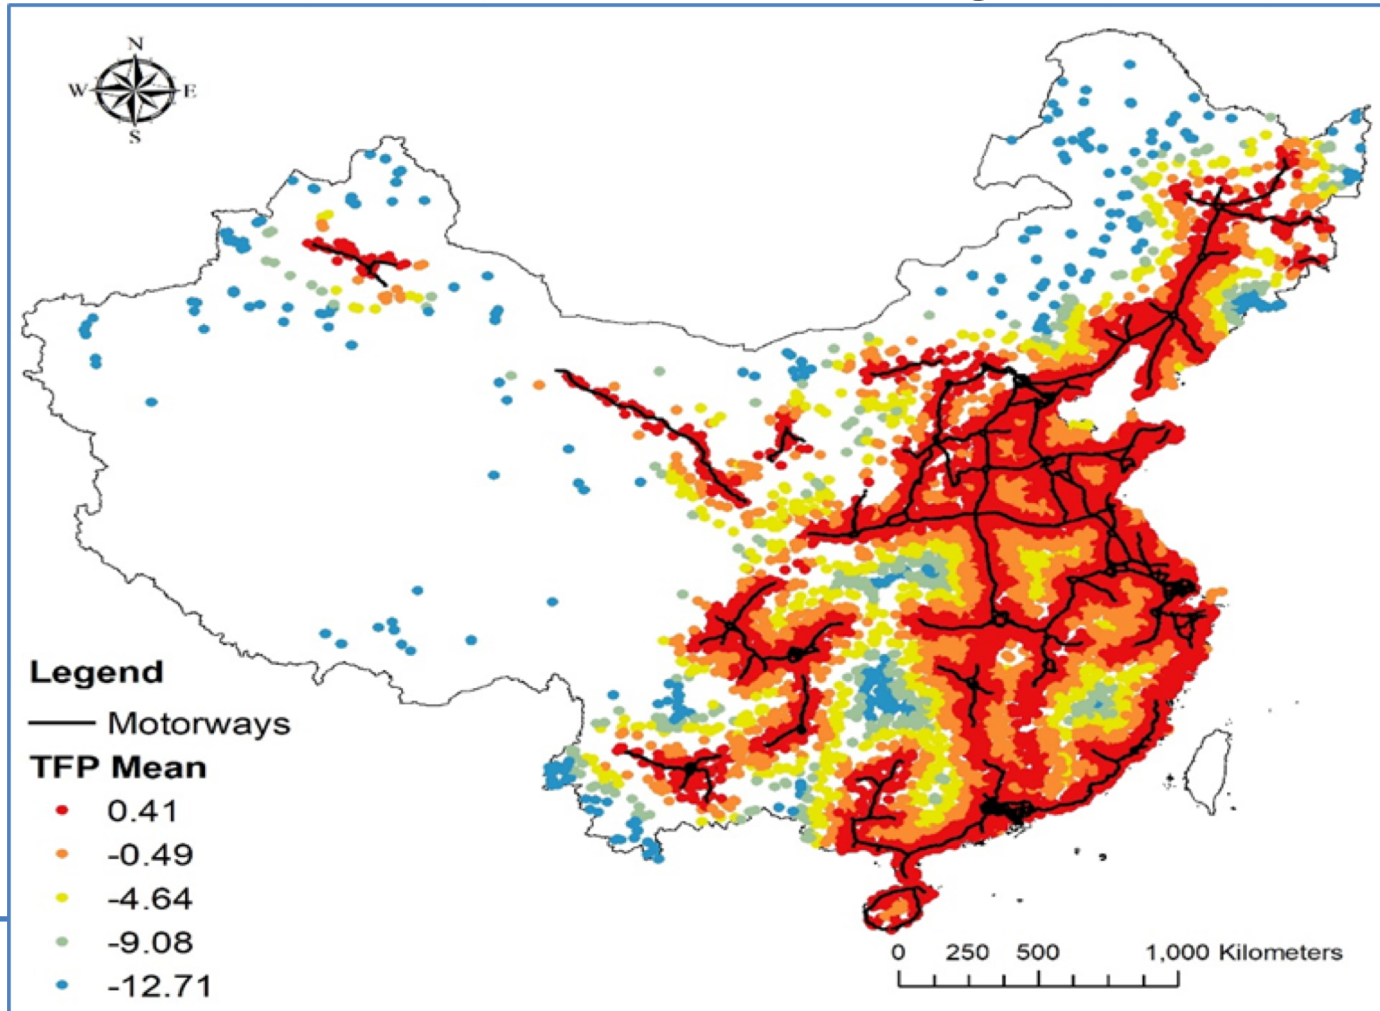 N
W E
S
Legend
Motorways
TFP Mean
0.41
-0.49
-4.64
-9.08
-12.71
0 250 500 1,000 Kilometers